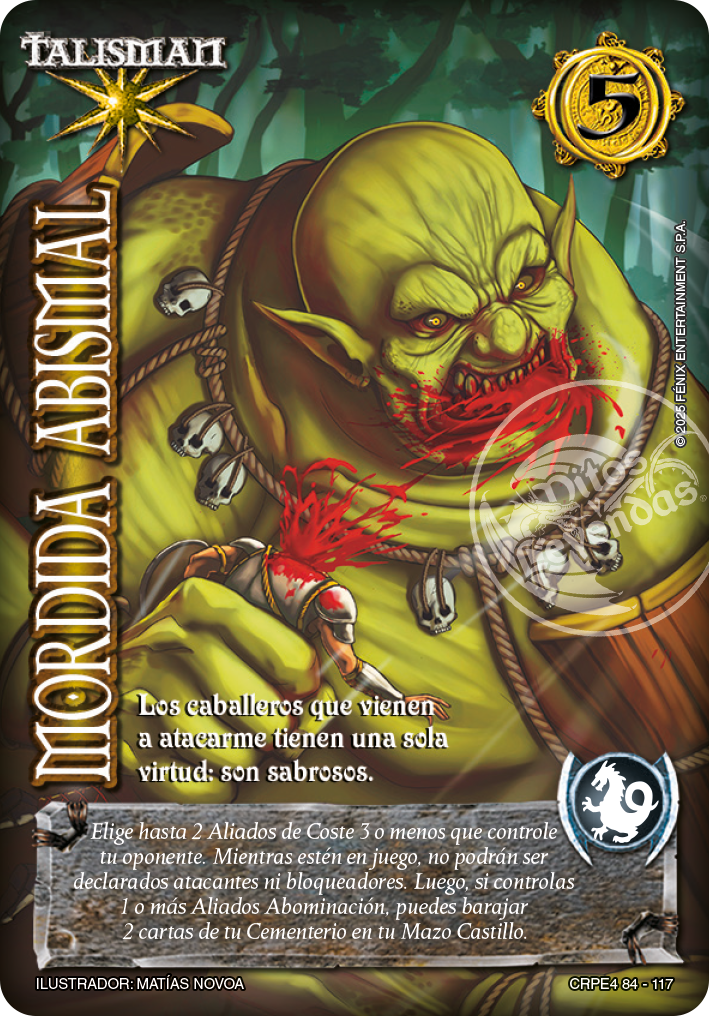 TALISMAN
5
MORDIDA ABISMAL
© 2025 FÉNIX ENTERTAINMENT S.P.A.
Mitos
Leyendas
Los caballeros que vienen
a atacarme tienen una sola
virtud: son sabrosos.
Elige hasta 2 Aliados de Coste 3 o menos que controle
tu oponente. Mientras estén en juego, no podrán ser
declarados atacantes ni bloqueadores. Luego, si controlas
1 o más Aliados Abominación, puedes barajar
2 cartas de tu Cementerio en tu Mazo Castillo.
ILUSTRADOR: MATÍAS NOVOA
CRPE4 84 - 117